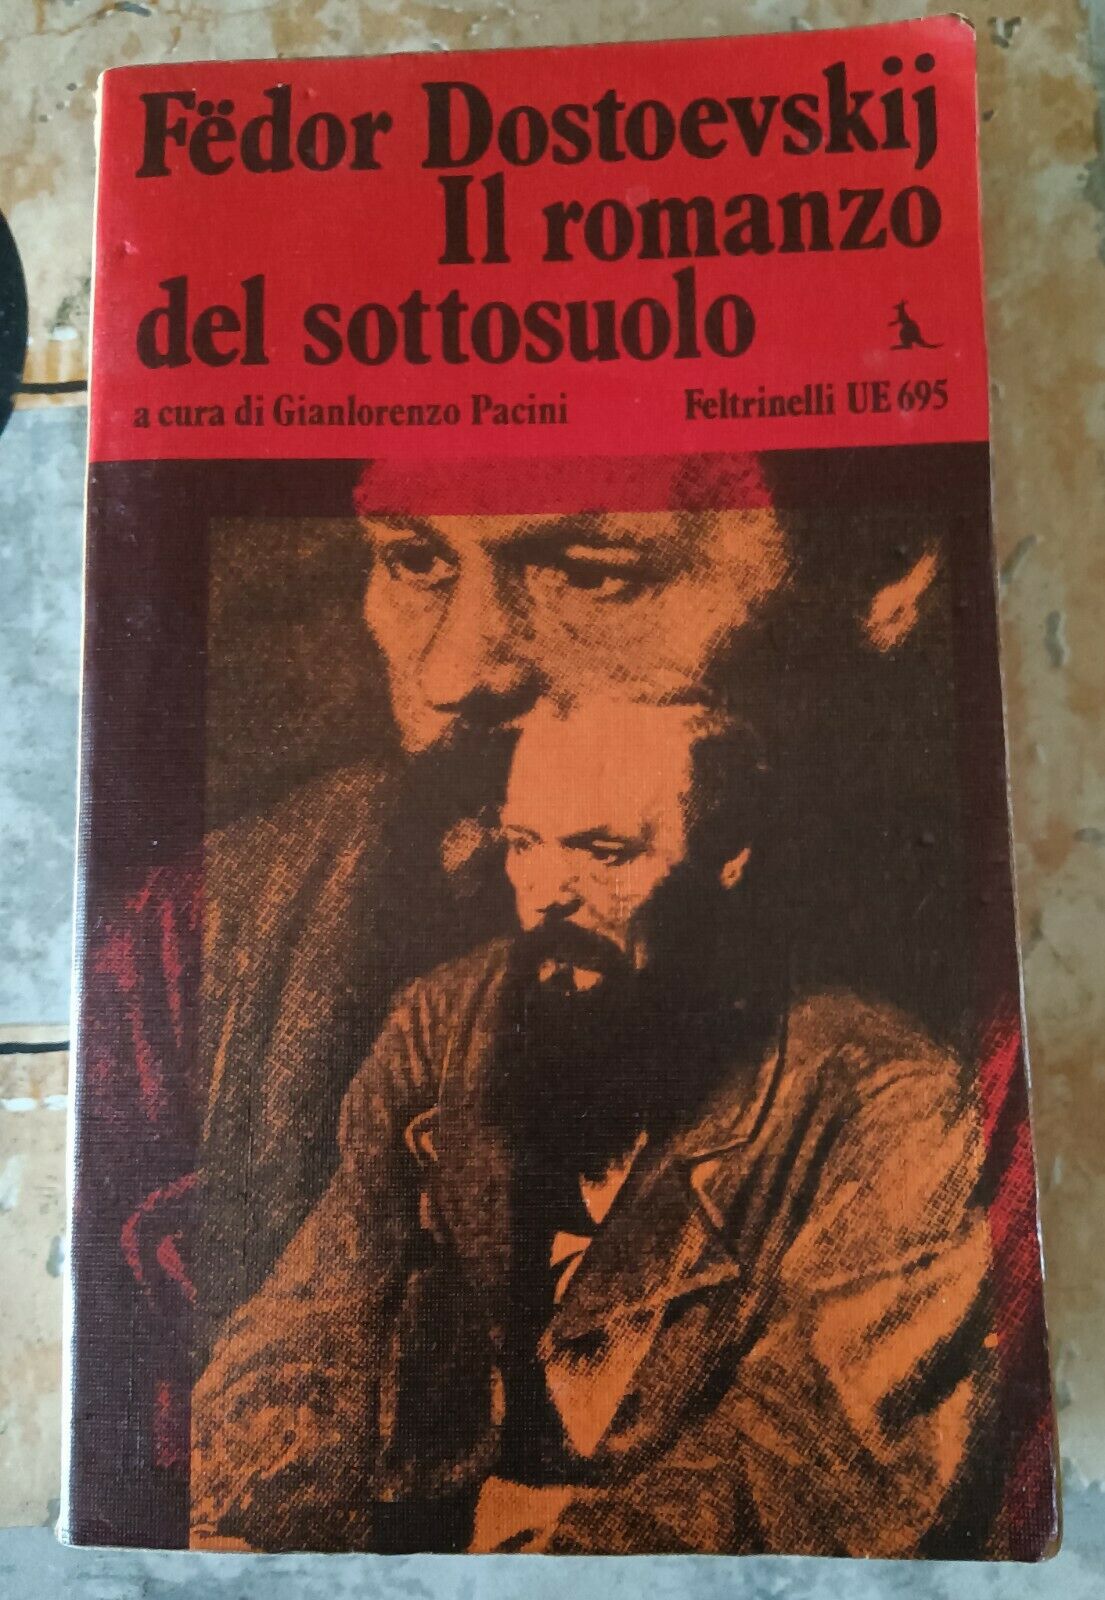 Fëdor Dostoevskij
Il romanzo
del sottosuolo
a cura di Gianlorenzo Pacini
Feltrinelli UE 695